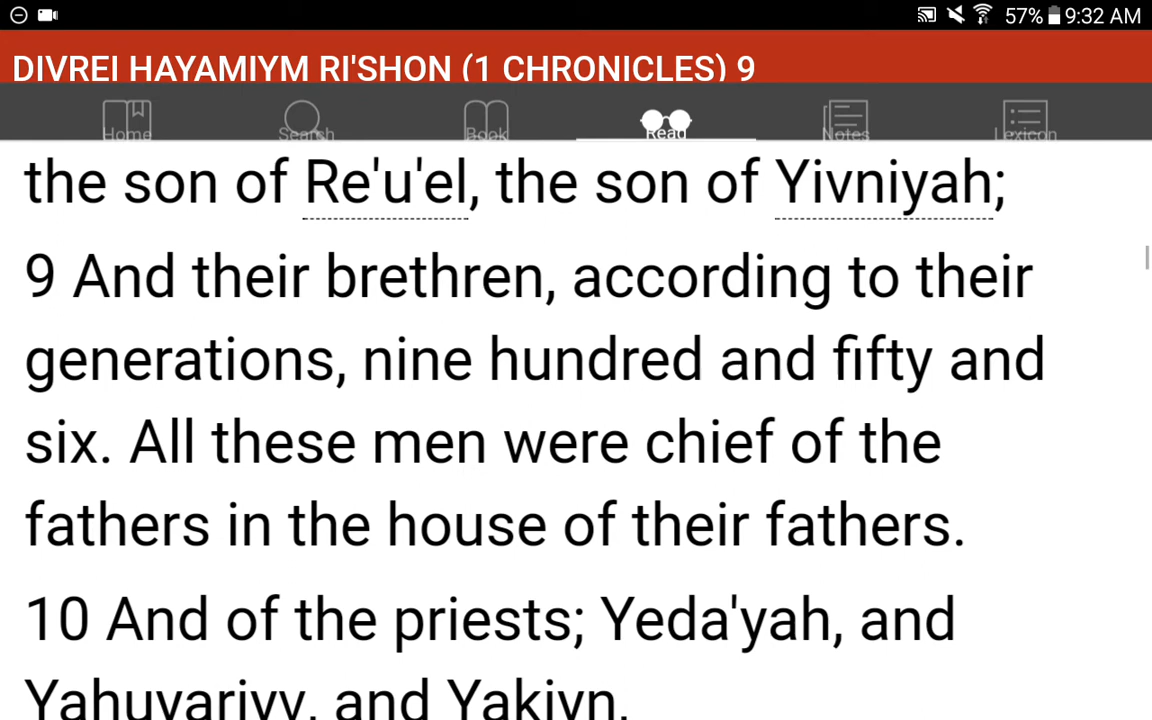 57% 9:32 AM
DIVREI HAYAMIYM RI'SHON (1 CHRONICLES) 9
Home Search Book Read Notes Lexicon
the son of Re'u'el, the son of Yivniyah;
9 And their brethren, according to their
generations, nine hundred and fifty and
six. All these men were chief of the
fathers in the house of their fathers.
10 And of the priests; Yeda'yah, and
Yahuyariyv, and Yakiyn,